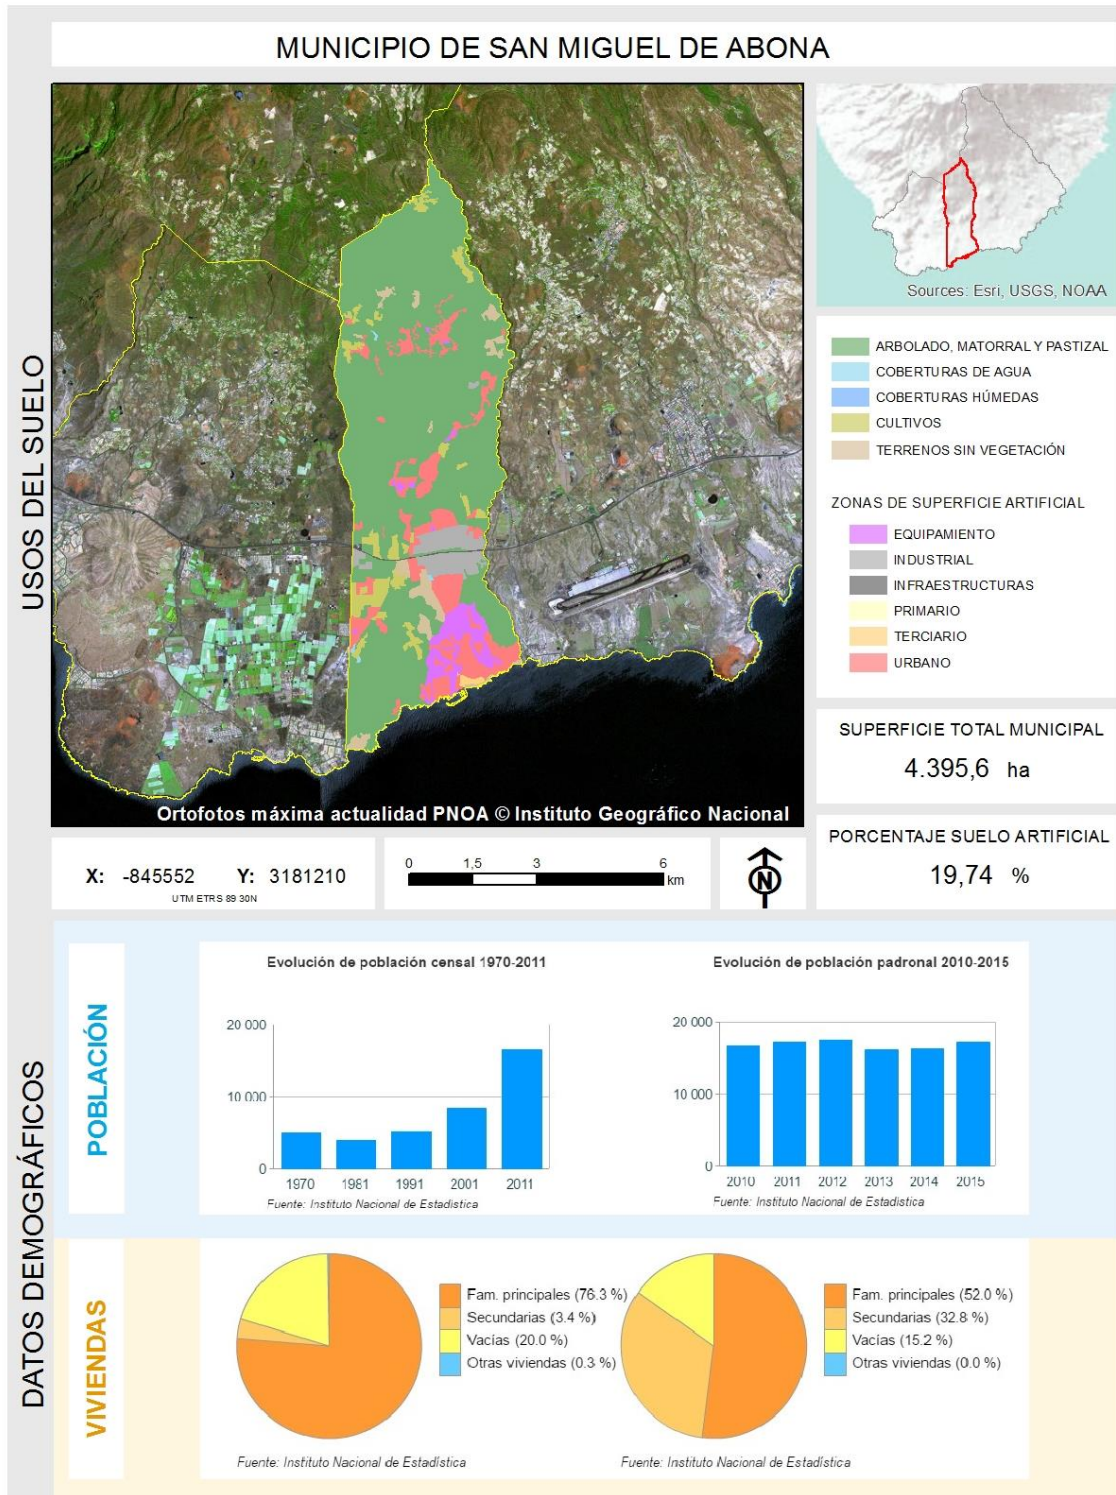 MUNICIPIO DE SAN MIGUEL DE ABONA
USOS DEL SUELO
Sources: Esri, USGS, NOAA
ARBOLADO, MATORRAL Y PASTIZAL
COBERTURAS DE AGUA
COBERTURAS HÚMEDAS
CULTIVOS
TERRENOS SIN VEGETACIÓN
ZONAS DE SUPERFICIE ARTIFICIAL
EQUIPAMIENTO
INDUSTRIAL
INFRAESTRUCTURAS
PRIMARIO
TERCIARIO
URBANO
SUPERFICIE TOTAL MUNICIPAL
4.395,6 ha
Ortofotos máxima actualidad PNOA © Instituto Geográfico Nacional
PORCENTAJE SUELO ARTIFICIAL
19,74 %
X: -845552 Y: 3181210
UTM ETRS 89 30N
0 1,5 3 6
km
N
DATOS DEMOGRÁFICOS
POBLACIÓN
Evolución de población censal 1970-2011
20 000
10 000
0
1970 1981 1991 2001 2011
Fuente: Instituto Nacional de Estadística
Evolución de población padronal 2010-2015
20 000
10 000
0
2010 2011 2012 2013 2014 2015
Fuente: Instituto Nacional de Estadística
VIVIENDAS
Fam. principales (76.3 %)
Secundarias (3.4 %)
Vacías (20.0 %)
Otras viviendas (0.3 %)
Fuente: Instituto Nacional de Estadística
Fam. principales (52.0 %)
Secundarias (32.8 %)
Vacías (15.2 %)
Otras viviendas (0.0 %)
Fuente: Instituto Nacional de Estadística